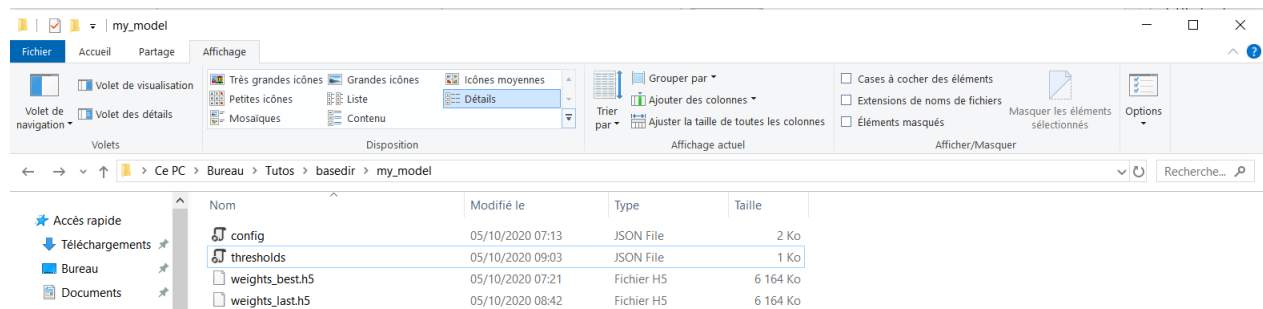 my_model
Fichier Accueil Partage Affichage
Volet de navigation
Volet de visualisation
Volet des détails
Volets
Très grandes icônes Grandes icônes Icônes moyennes
Petites icônes Liste Détails
Mosaïques Contenu
Disposition
Trier par
Grouper par
Ajouter des colonnes
Ajuster la taille de toutes les colonnes
Affichage actuel
Cases à cocher des éléments
Extensions de noms de fichiers
Éléments masqués
Masquer les éléments sélectionnés
Afficher/Masquer
Options
Ce PC > Bureau > Tutos > basedir > my_model
Recherche...
Accès rapide
Téléchargements
Bureau
Documents
Nom Modifié le Type Taille
config 05/10/2020 07:13 JSON File 2 Ko
thresholds 05/10/2020 09:03 JSON File 1 Ko
weights_best.h5 05/10/2020 07:21 Fichier H5 6 164 Ko
weights_last.h5 05/10/2020 08:42 Fichier H5 6 164 Ko